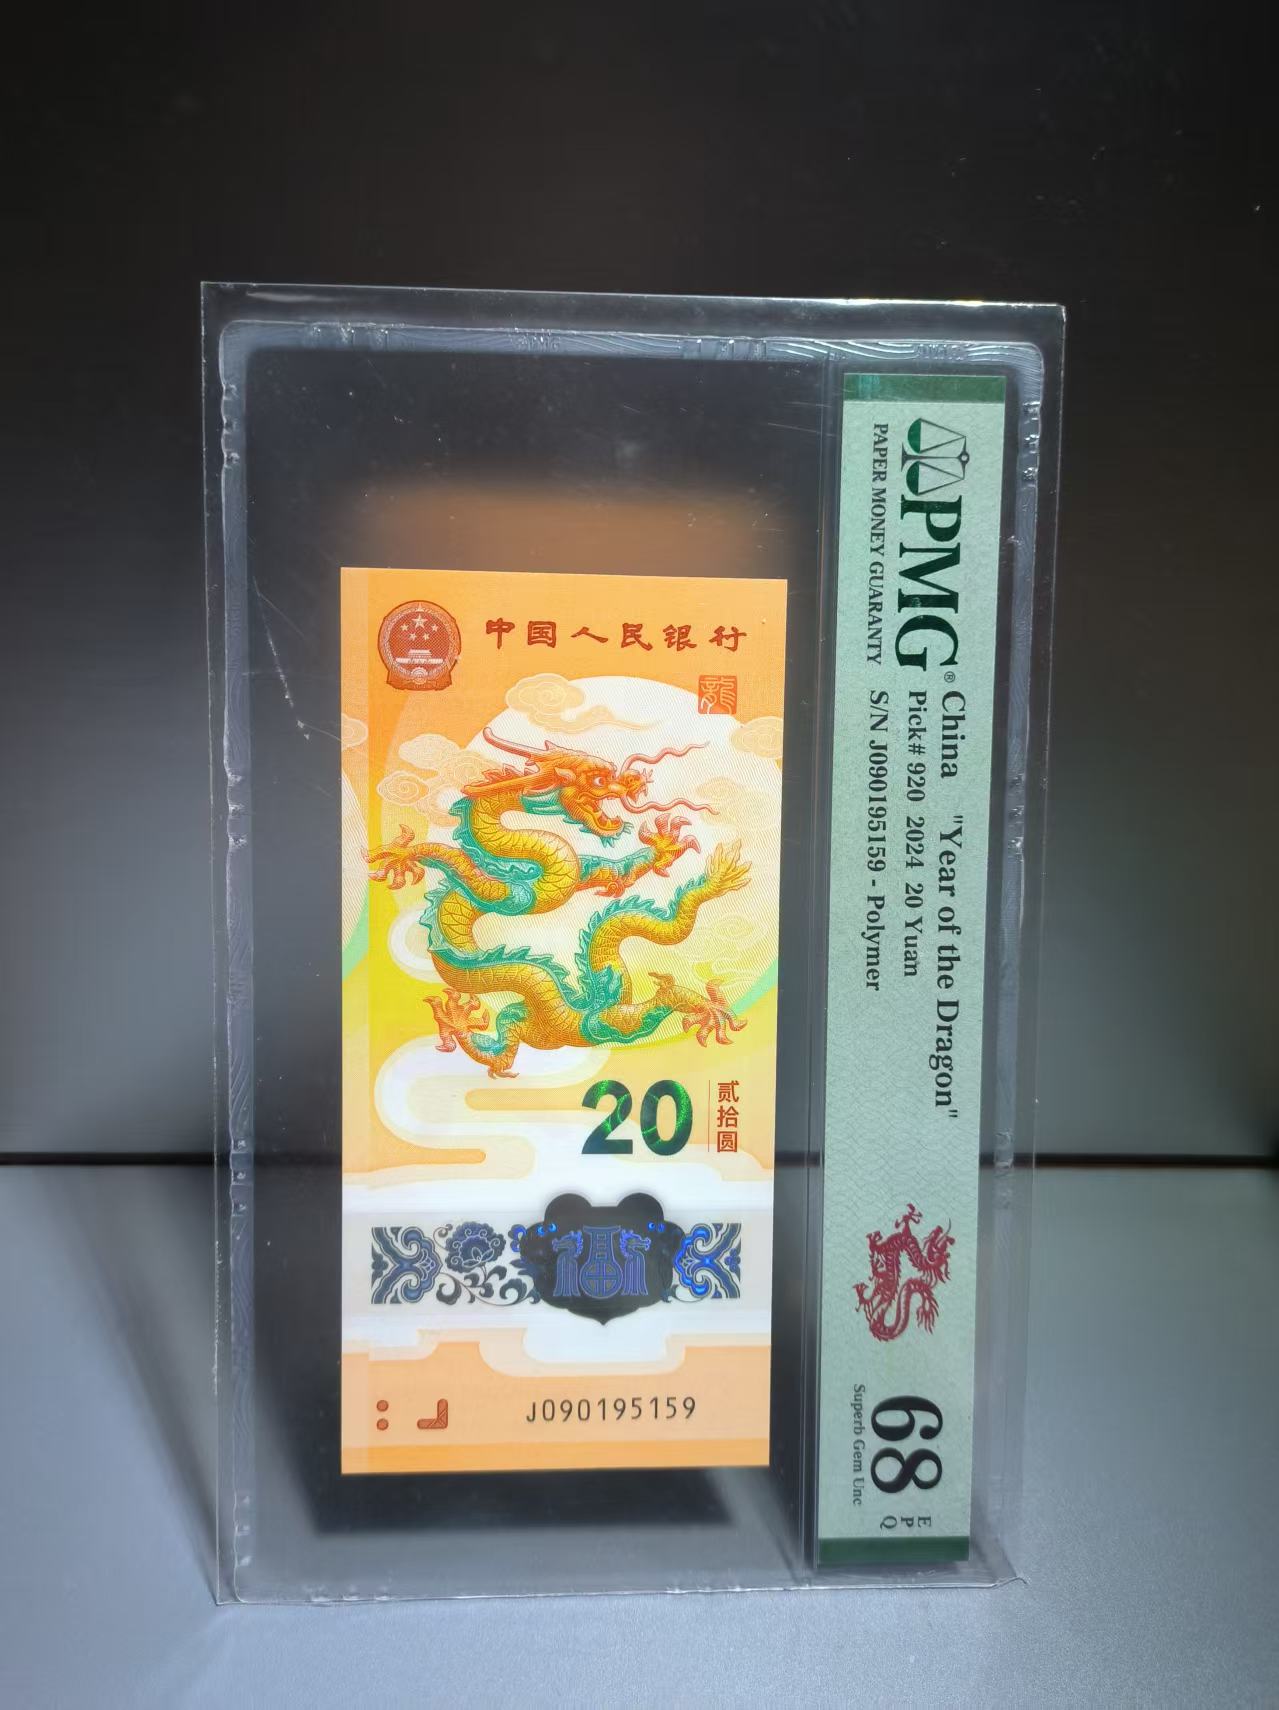 中国人民银行
龍
20
贰拾圆
福
J090195159
PMG®
PAPER MONEY GUARANTY
China "Year of the Dragon"
Pick# 920 2024 20 Yuan
S/N J090195159 - Polymer
68
EPQ
Superb Gem Unc